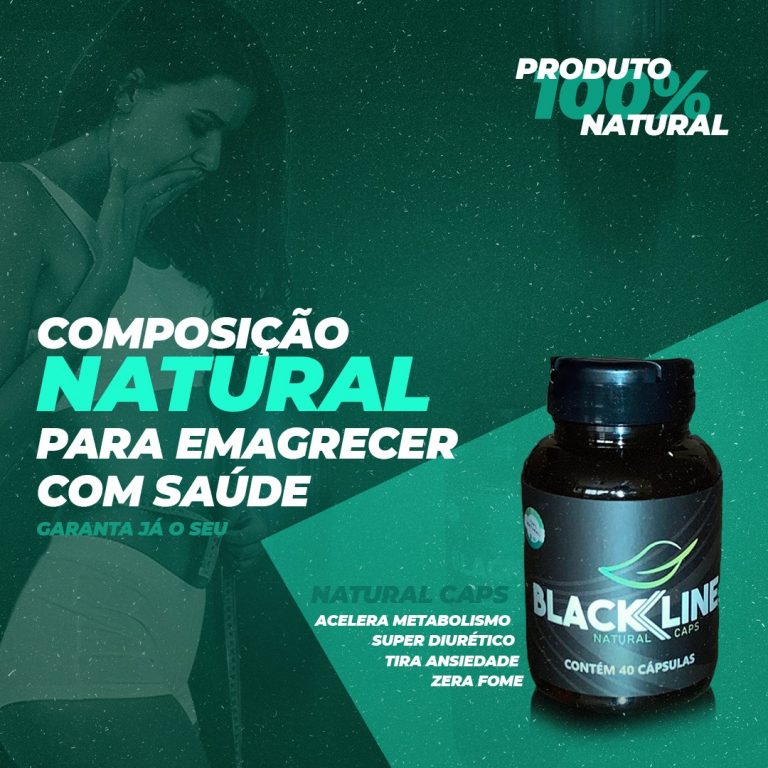 PRODUTO
100%
NATURAL
COMPOSIÇÃO
NATURAL
PARA EMAGRECER
COM SAÚDE
GARANTA JÁ O SEU
NATURAL CAPS
ACELERA METABOLISMO
SUPER DIURÉTICO
TIRA ANSIEDADE
ZERA FOME
BLACK LINE
NATURAL CAPS
CONTÉM 40 CÁPSULAS